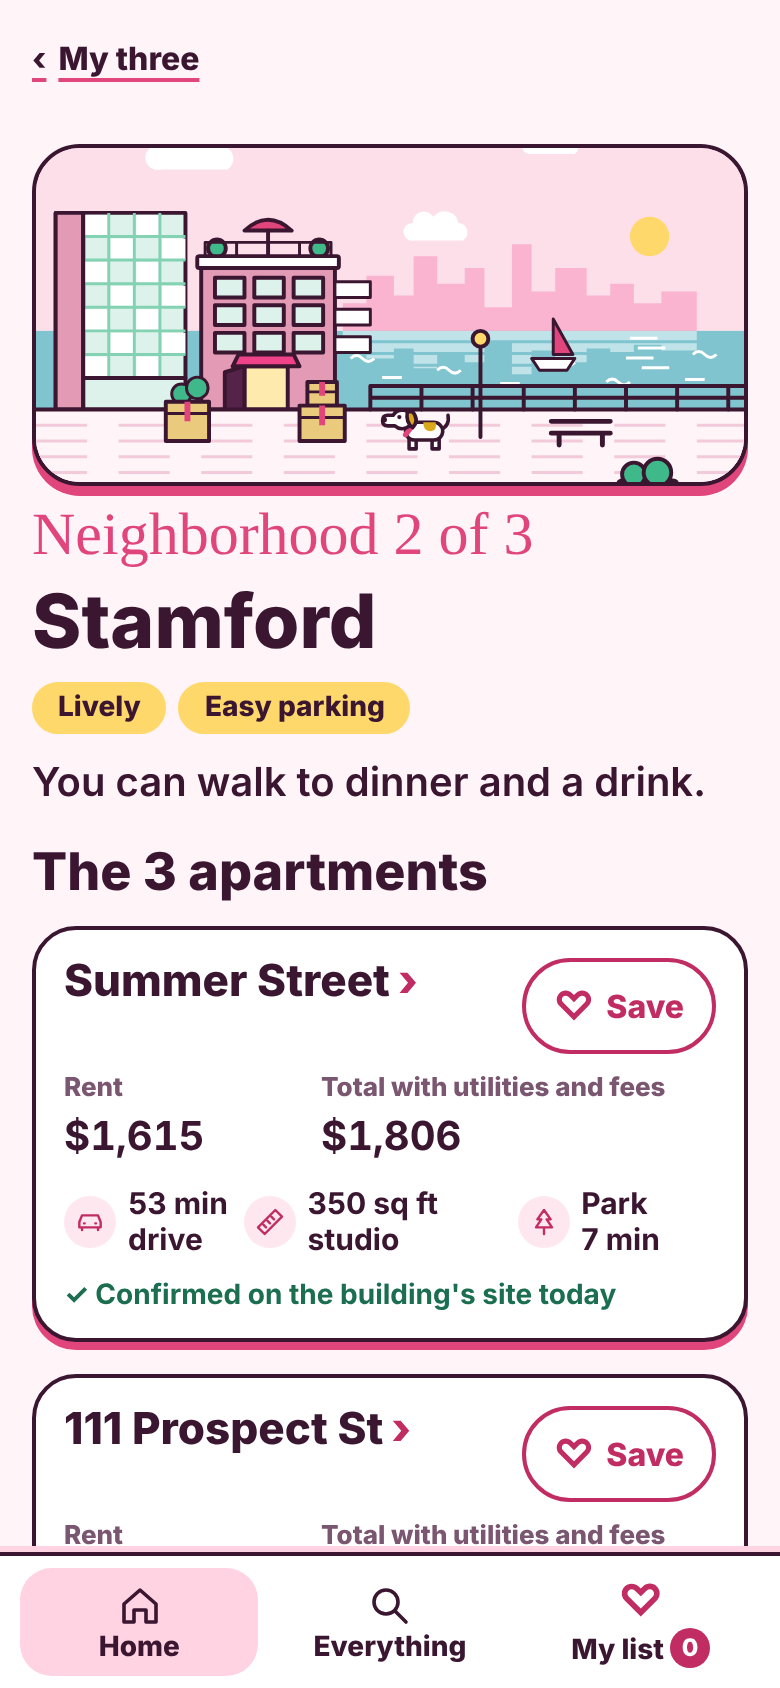 ‹ My three
Neighborhood 2 of 3
Stamford
Lively
Easy parking
You can walk to dinner and a drink.
The 3 apartments
Summer Street ›
Save
Rent
Total with utilities and fees
$1,615
$1,806
53 min
drive
350 sq ft
studio
Park
7 min
✓ Confirmed on the building's site today
111 Prospect St ›
Save
Rent
Total with utilities and fees
Home
Everything
My list 0